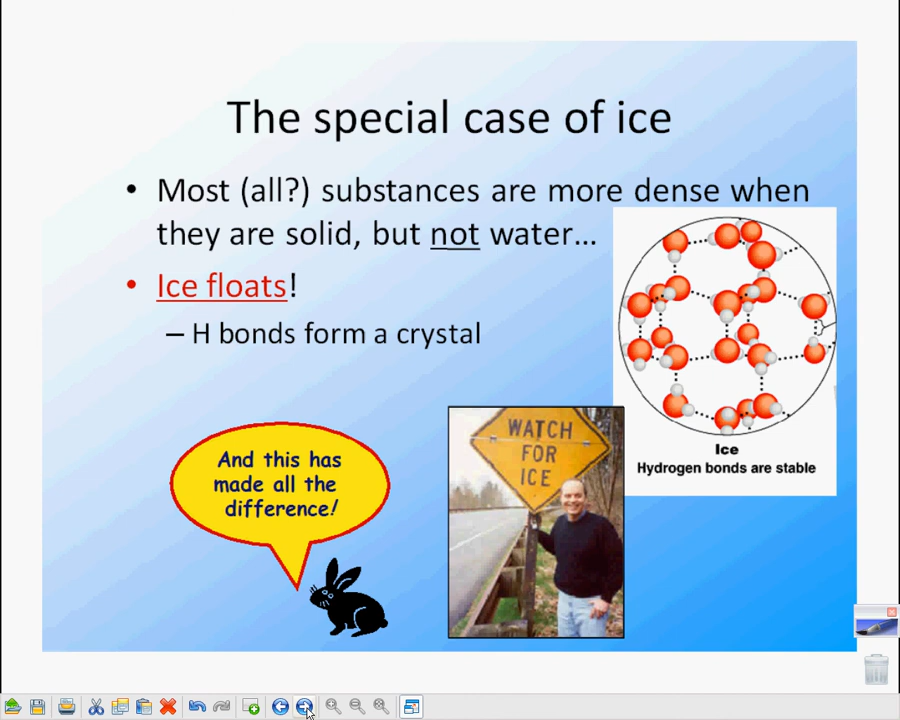 The special case of ice
• Most (all?) substances are more dense when
they are solid, but not water...
• Ice floats!
– H bonds form a crystal
And this has
made all the
difference!
WATCH
FOR
ICE
Ice
Hydrogen bonds are stable